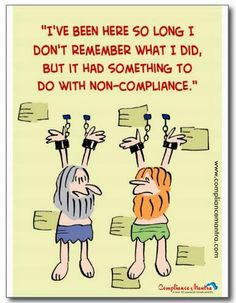 "I'VE BEEN HERE SO LONG I
DON'T REMEMBER WHAT I DID,
BUT IT HAD SOMETHING TO
DO WITH NON-COMPLIANCE."
www.compliancemantra.com
Compliance Mantra